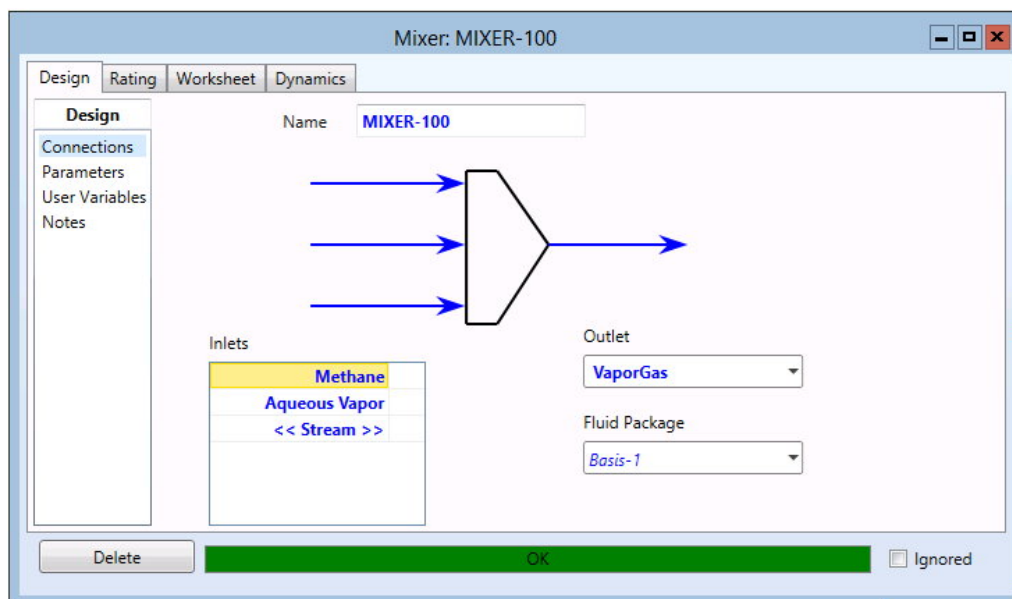 Mixer: MIXER-100
Design Rating Worksheet Dynamics
Design
Connections
Parameters
User Variables
Notes
Name MIXER-100
Inlets
Methane
Aqueous Vapor
<< Stream >>
Outlet
VaporGas
Fluid Package
Basis-1
Delete OK Ignored